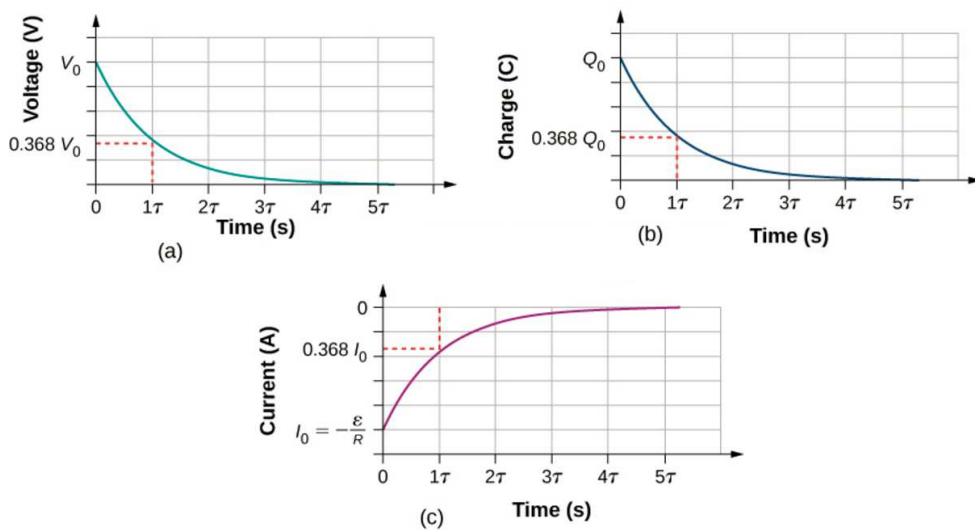 Voltage (V)
V₀
0.368 V₀
0 1τ 2τ 3τ 4τ 5τ
Time (s)
(a)
Charge (C)
Q₀
0.368 Q₀
0 1τ 2τ 3τ 4τ 5τ
Time (s)
(b)
Current (A)
0
0.368 I₀
I₀ = −ε/R
0 1τ 2τ 3τ 4τ 5τ
Time (s)
(c)